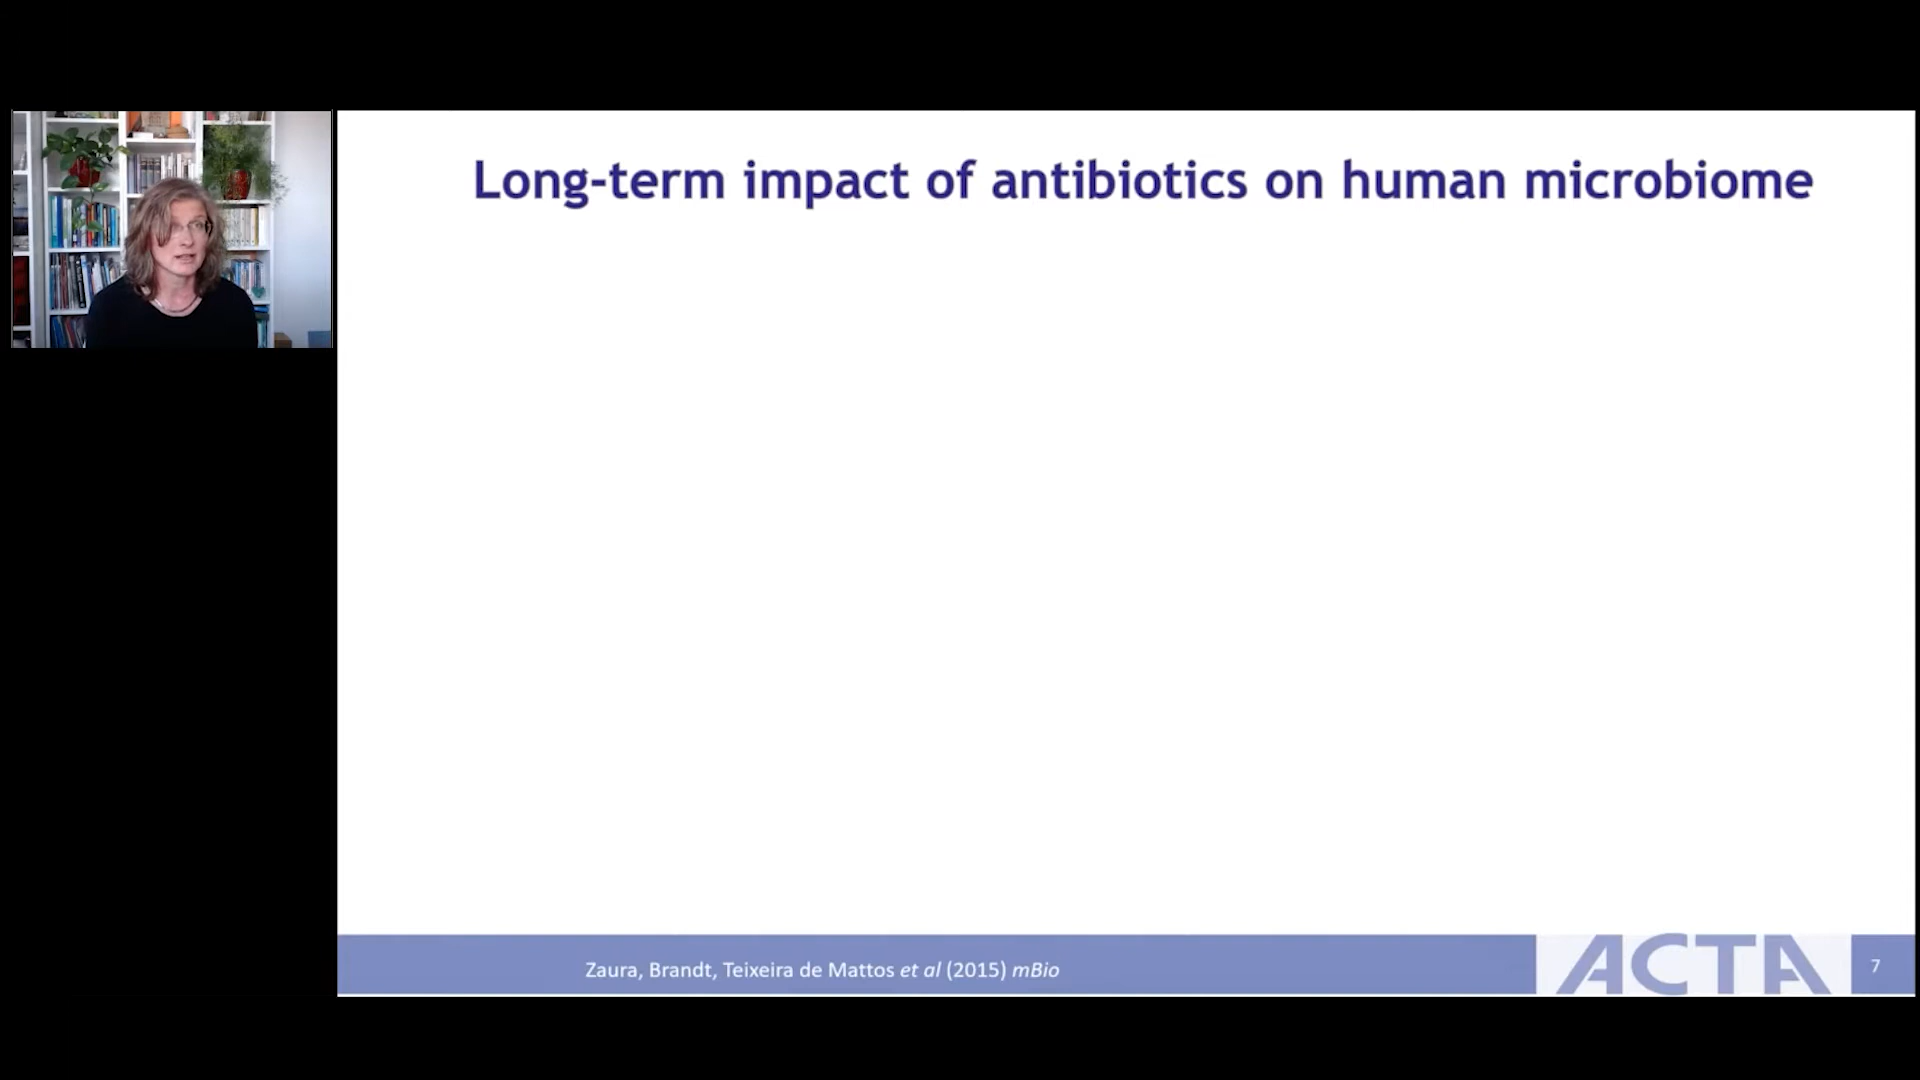 Long-term impact of antibiotics on human microbiome
Zaura, Brandt, Teixeira de Mattos et al (2015) mBio
ACTA
7